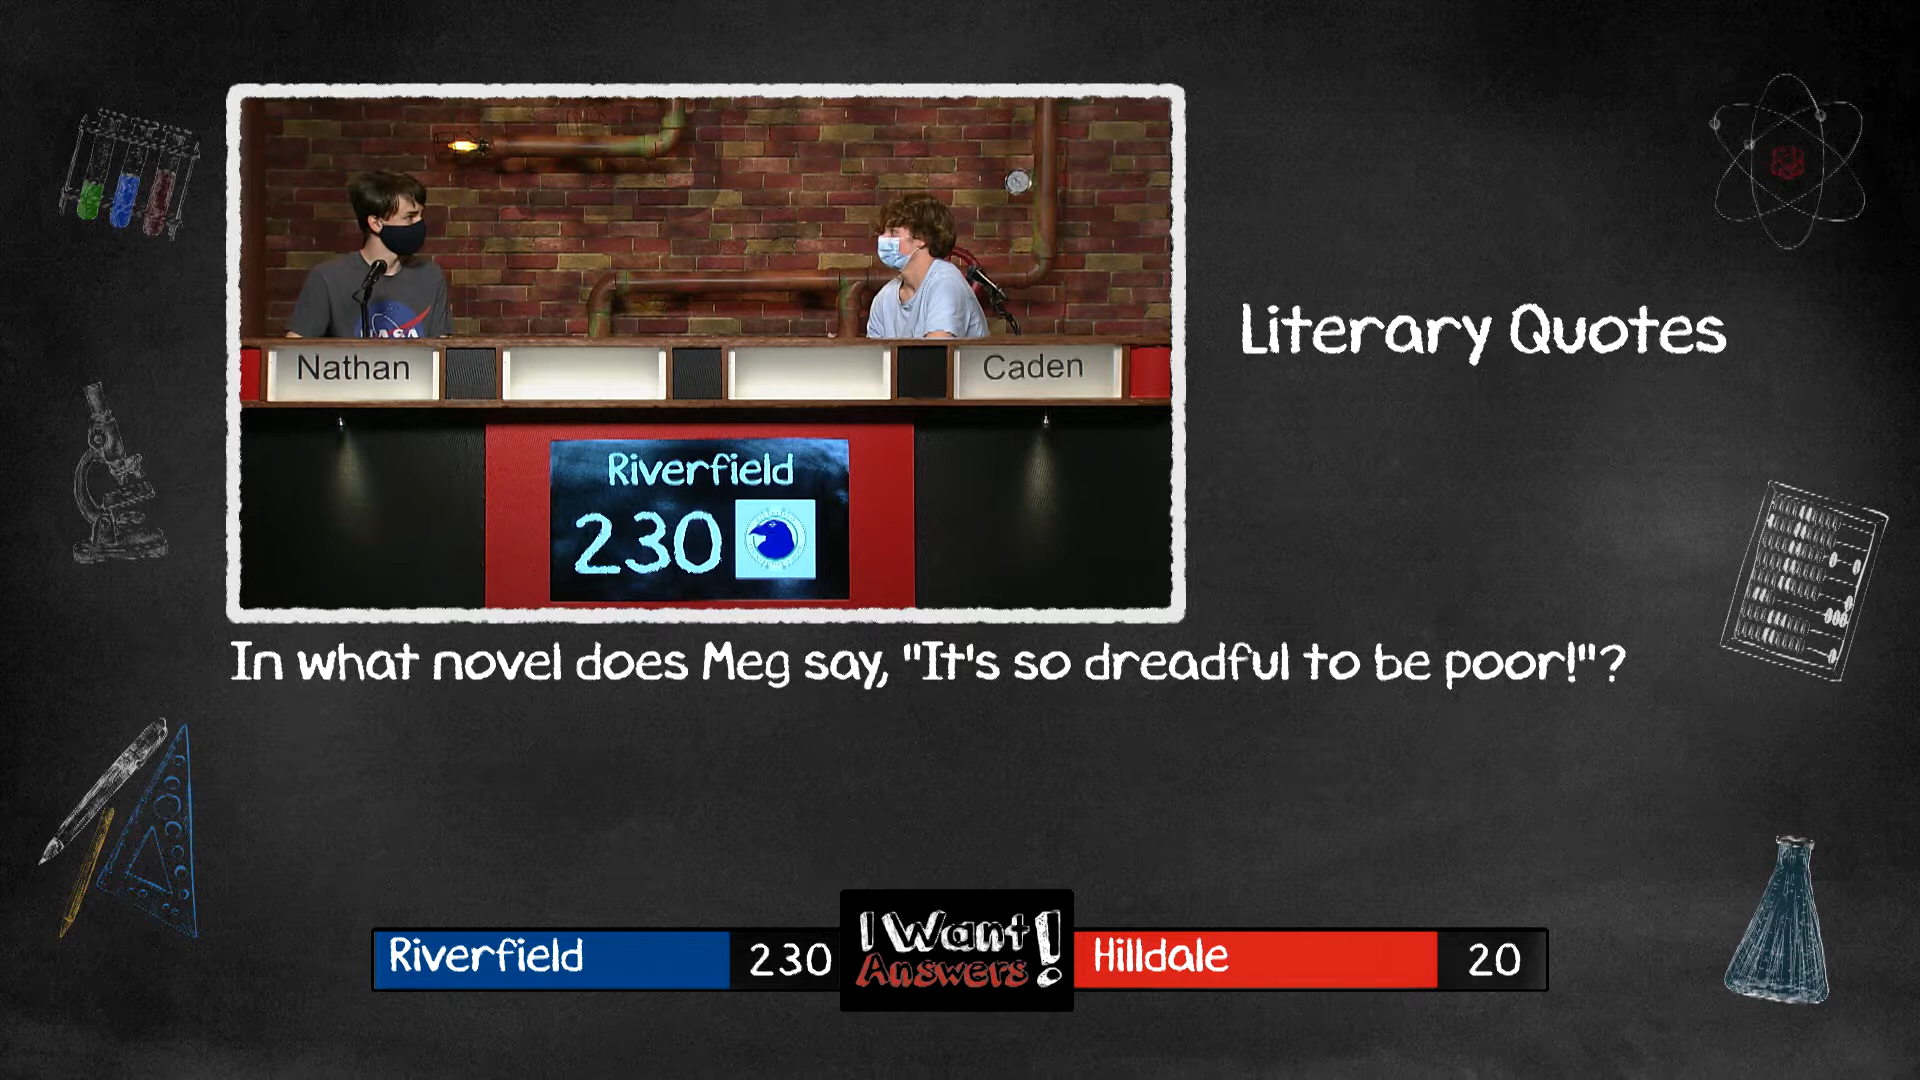 NASA
Nathan
Caden
Riverfield
230
Literary Quotes
In what novel does Meg say, "It's so dreadful to be poor!"?
Riverfield 230
I Want Answers!
Hilldale 20